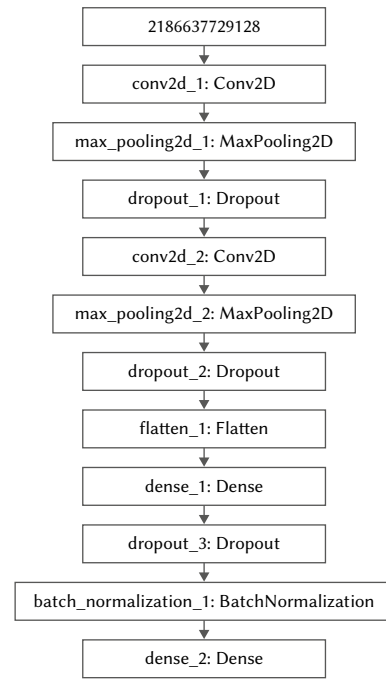 2186637729128
conv2d_1: Conv2D
max_pooling2d_1: MaxPooling2D
dropout_1: Dropout
conv2d_2: Conv2D
max_pooling2d_2: MaxPooling2D
dropout_2: Dropout
flatten_1: Flatten
dense_1: Dense
dropout_3: Dropout
batch_normalization_1: BatchNormalization
dense_2: Dense